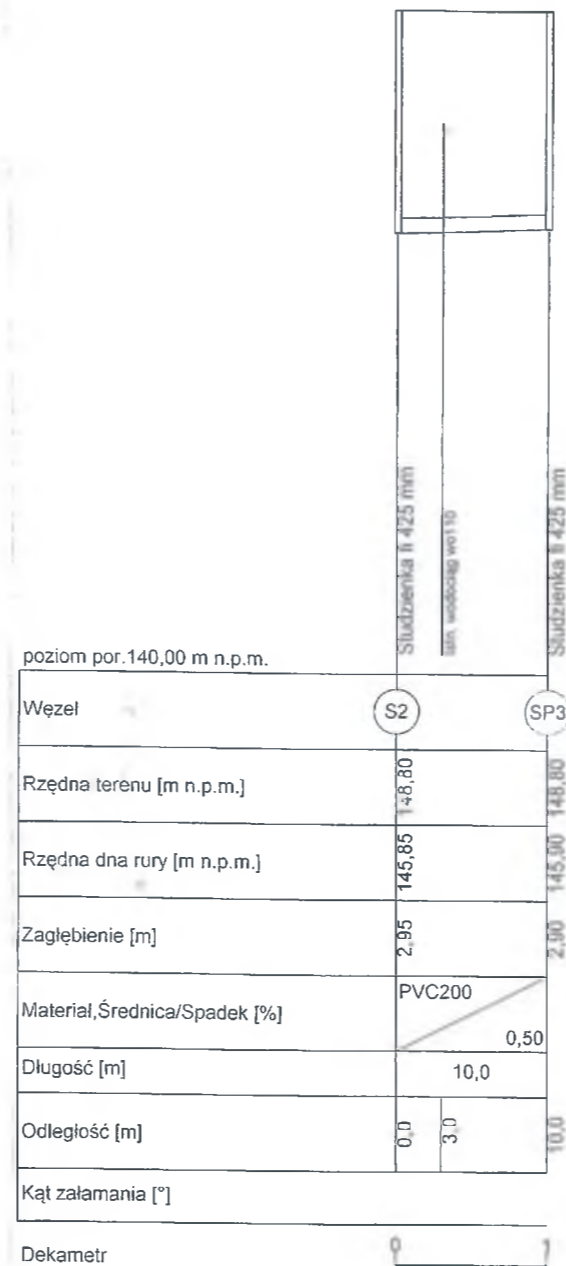 Studzienka fi 425 mm
istn. wodociąg wo110
Studzienka fi 425 mm
poziom por.140,00 m n.p.m.
Węzeł S2 SP3
Rzędna terenu [m n.p.m.] 148,80 148,80
Rzędna dna rury [m n.p.m.] 145,85 145,90
Zagłębienie [m] 2,95 2,90
Materiał,Średnica/Spadek [%] PVC200 0,50
Długość [m] 10,0
Odległość [m] 0,0 3,0 10,0
Kąt załamania [°]
Dekametr 0 1